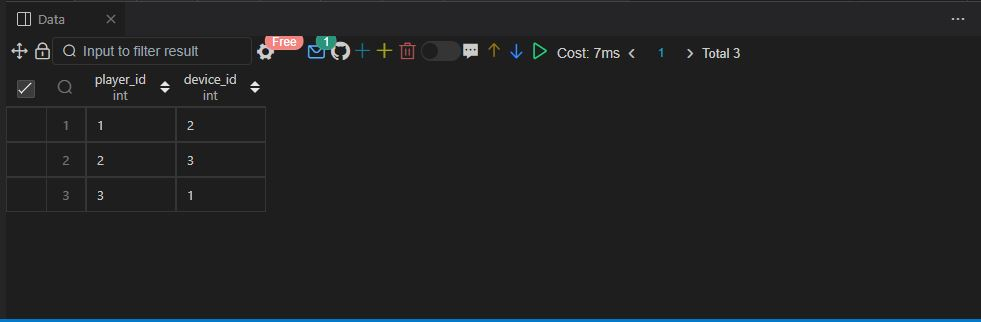 Data
Input to filter result Free 1 Cost: 7ms 1 Total 3
player_id device_id
int int
1 1 2
2 2 3
3 3 1